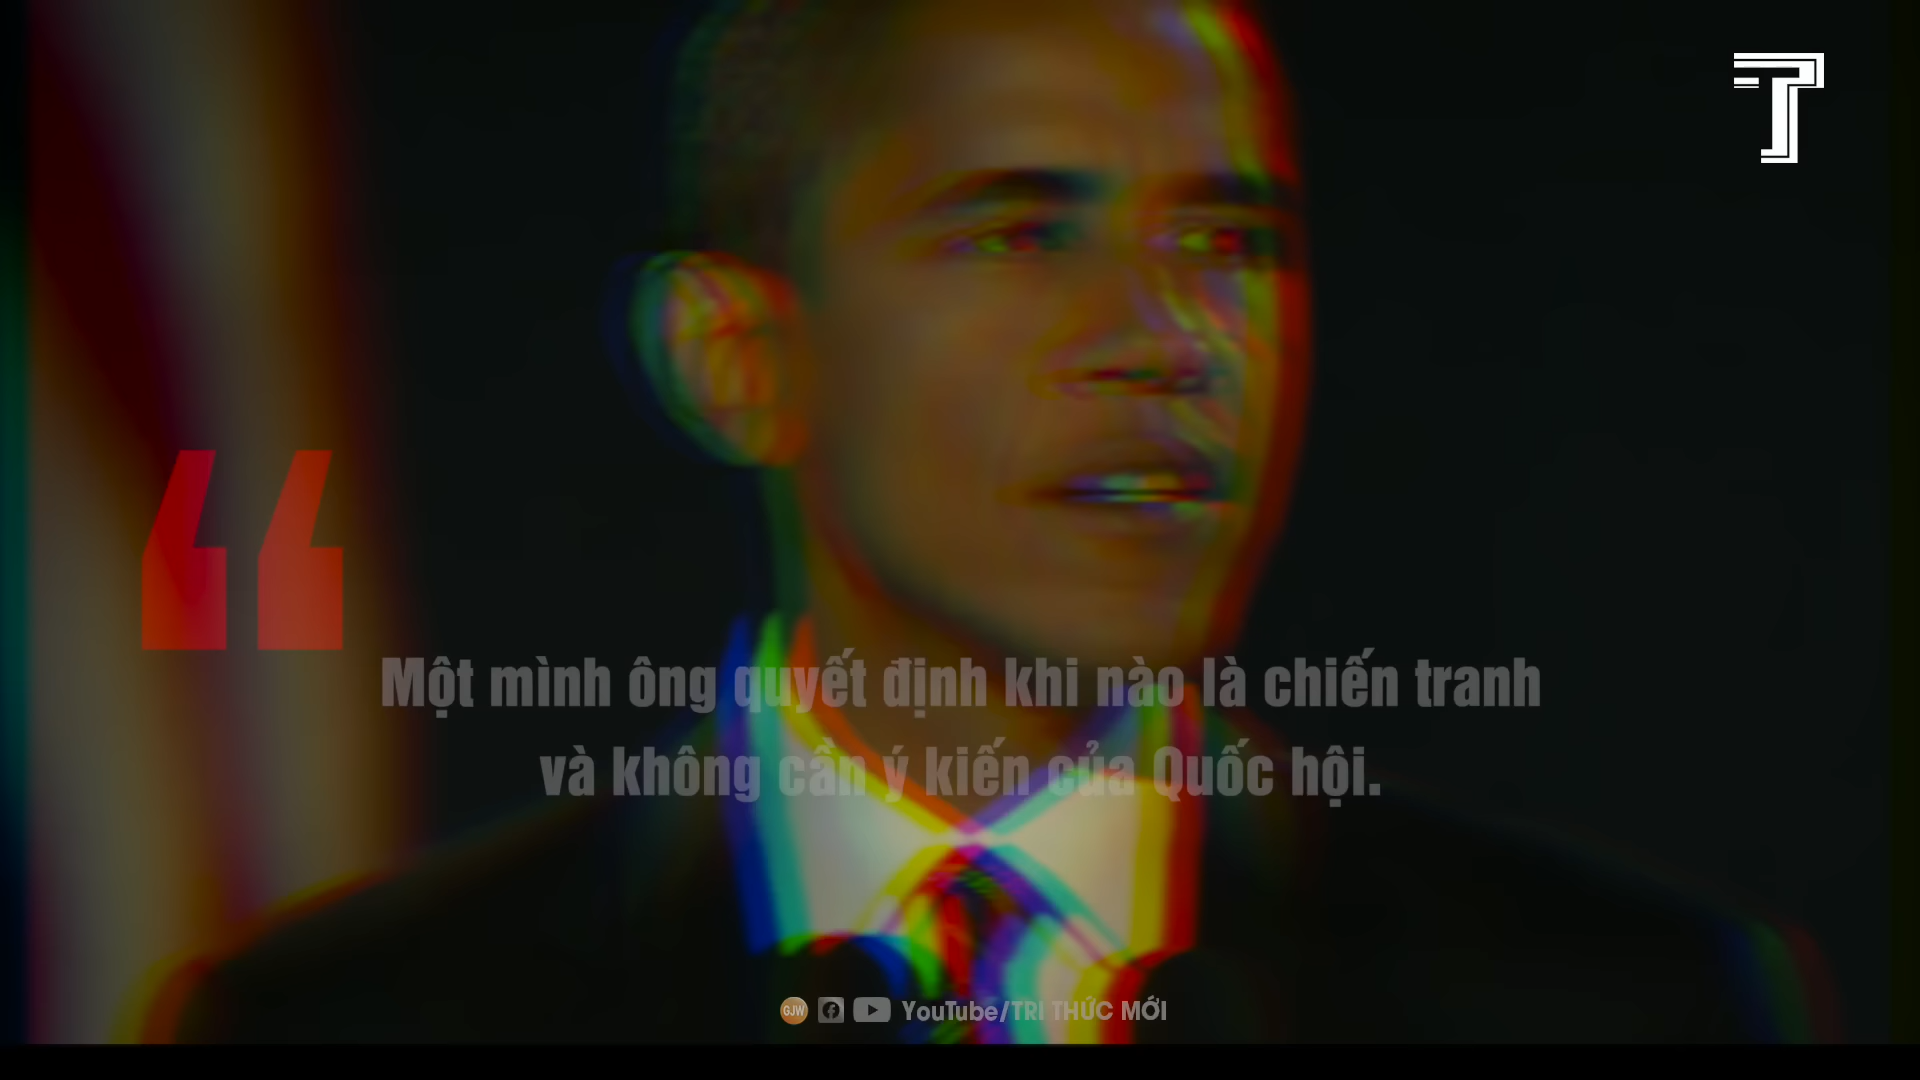 T
“
Một mình ông quyết định khi nào là chiến tranh
và không cần ý kiến của Quốc hội.
GJW YouTube/TRI THỨC MỚI